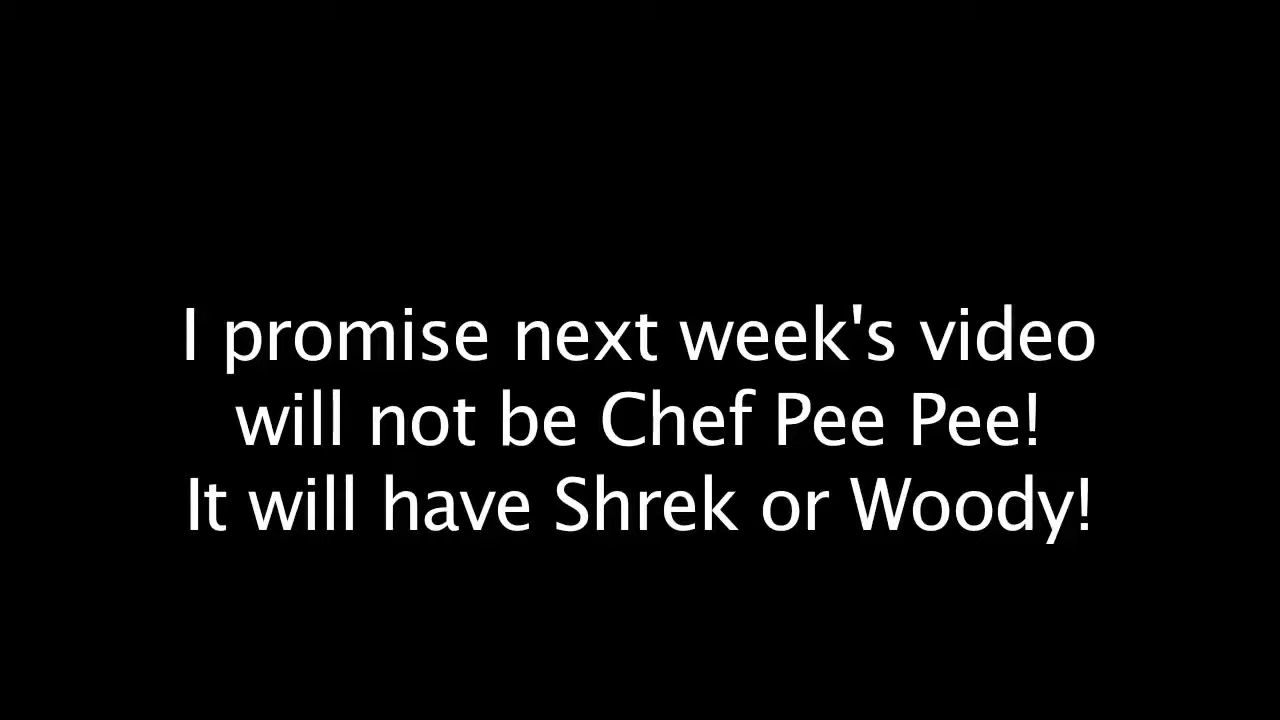 I promise next week's video
will not be Chef Pee Pee!
It will have Shrek or Woody!